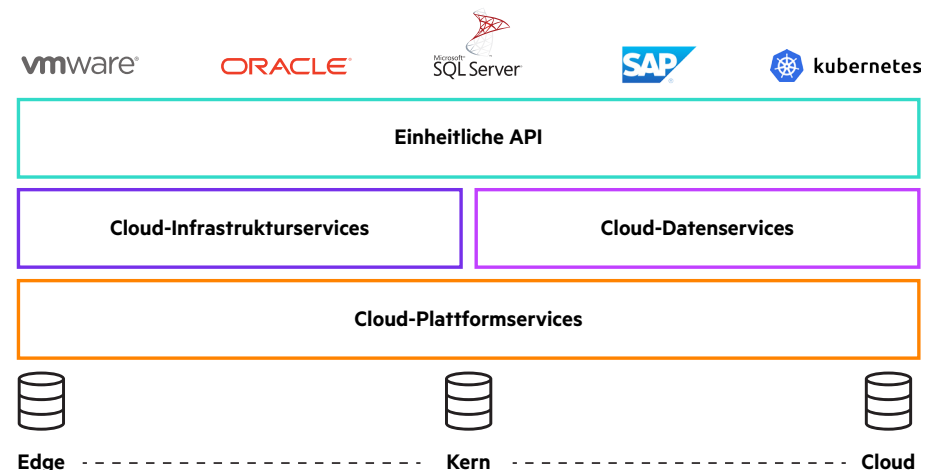 vmware®
ORACLE®
Microsoft®
SQL Server®
SAP
kubernetes
Einheitliche API
Cloud-Infrastrukturservices
Cloud-Datenservices
Cloud-Plattformservices
Edge
Kern
Cloud